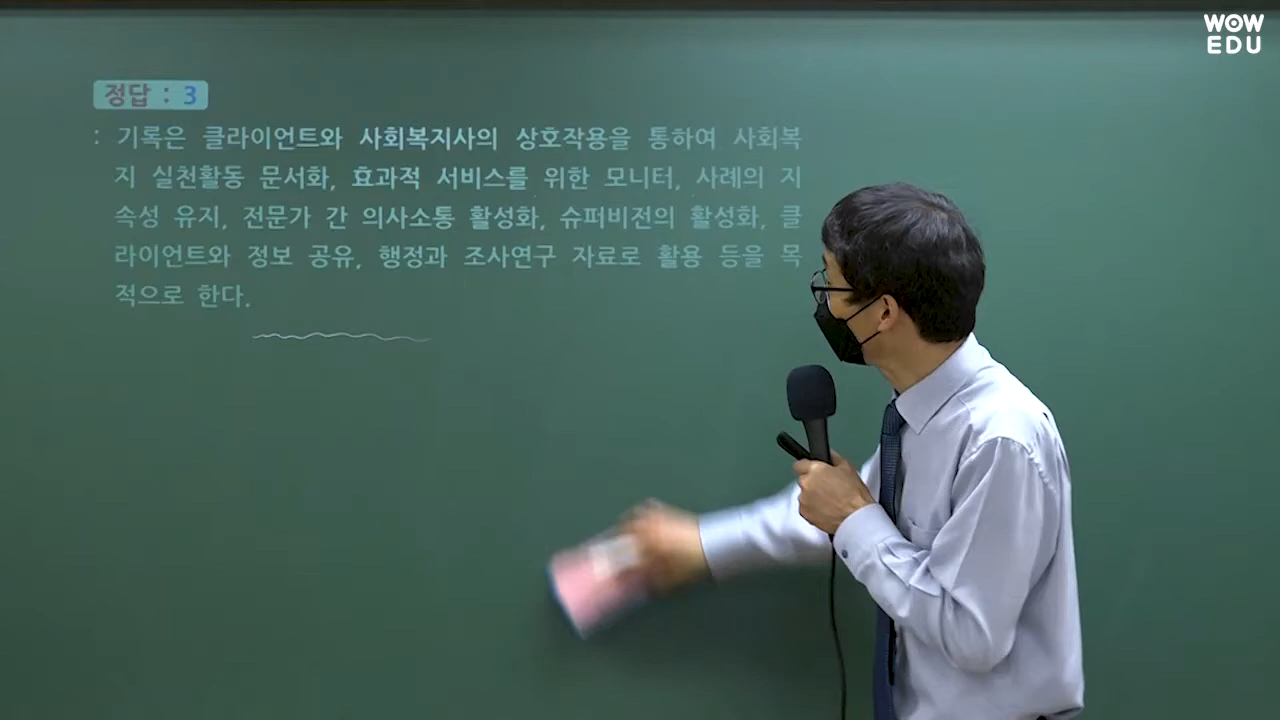 WOW
EDU
정답 : 3
: 기록은 클라이언트와 사회복지사의 상호작용을 통하여 사회복
지 실천활동 문서화, 효과적 서비스를 위한 모니터, 사례의 지
속성 유지, 전문가 간 의사소통 활성화, 슈퍼비전의 활성화, 클
라이언트와 정보 공유, 행정과 조사연구 자료로 활용 등을 목
적으로 한다.